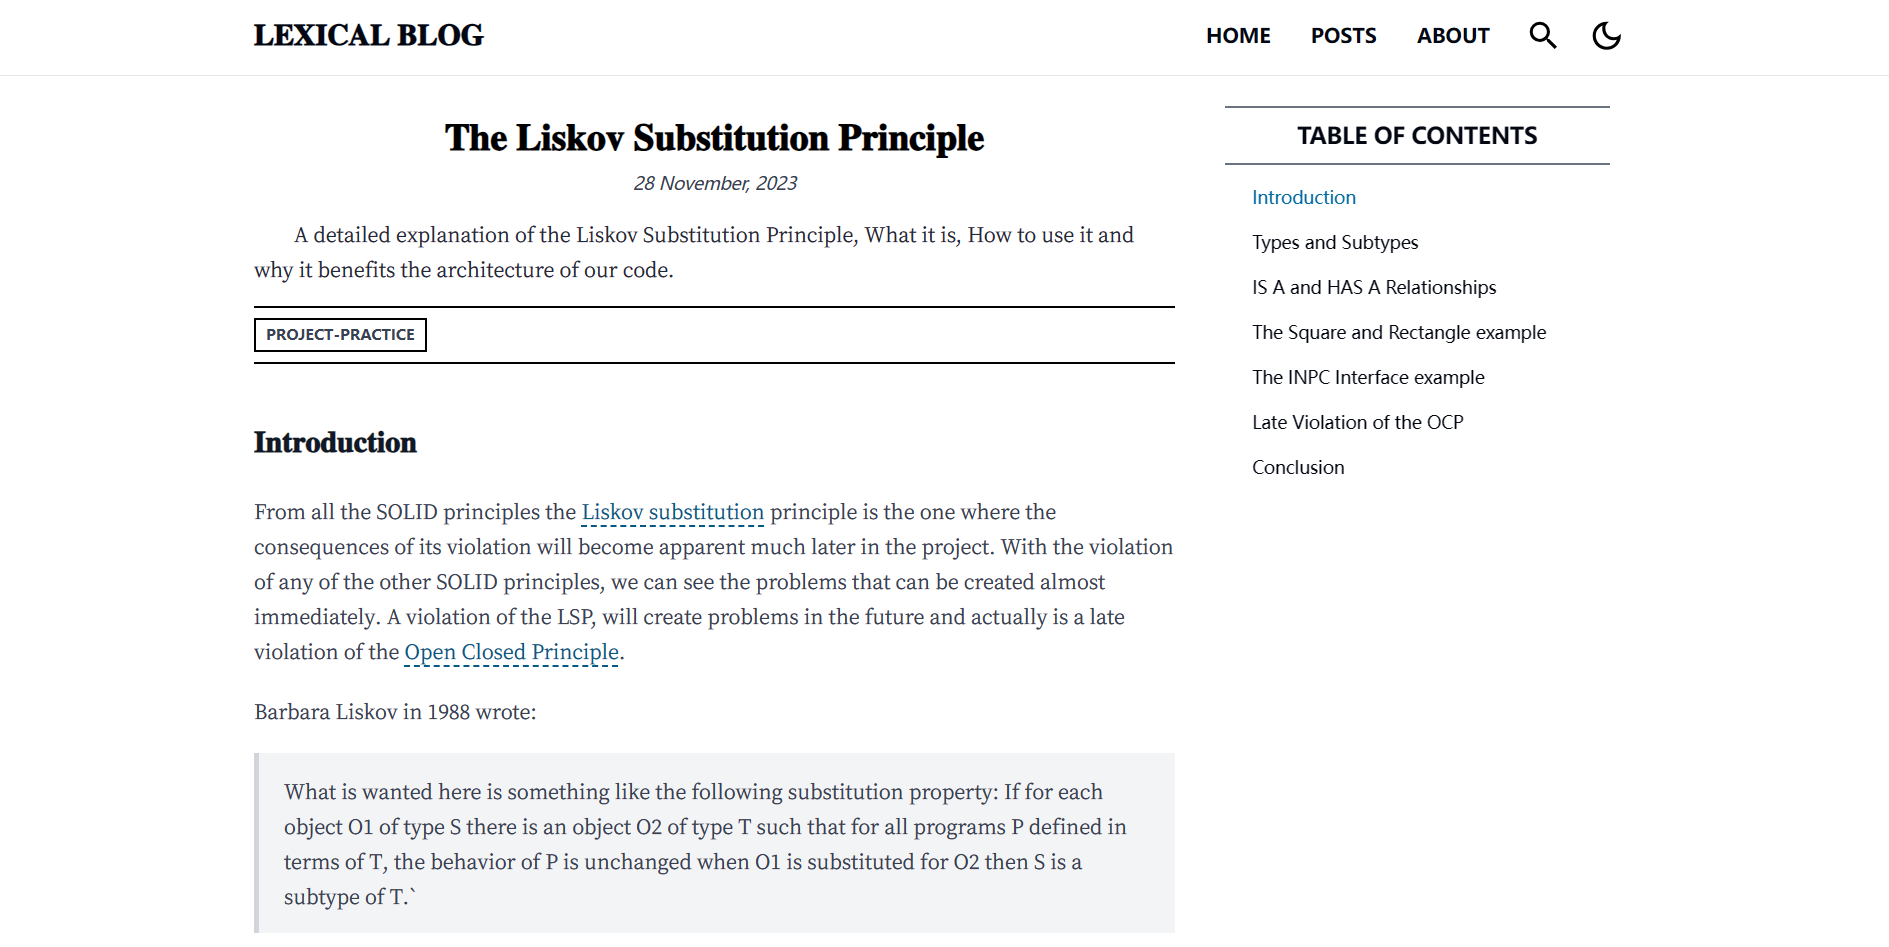 LEXICAL BLOG
HOME POSTS ABOUT
The Liskov Substitution Principle
28 November, 2023
A detailed explanation of the Liskov Substitution Principle, What it is, How to use it and
why it benefits the architecture of our code.
PROJECT-PRACTICE
Introduction
From all the SOLID principles the Liskov substitution principle is the one where the
consequences of its violation will become apparent much later in the project. With the violation
of any of the other SOLID principles, we can see the problems that can be created almost
immediately. A violation of the LSP, will create problems in the future and actually is a late
violation of the Open Closed Principle.
Barbara Liskov in 1988 wrote:
What is wanted here is something like the following substitution property: If for each
object O1 of type S there is an object O2 of type T such that for all programs P defined in
terms of T, the behavior of P is unchanged when O1 is substituted for O2 then S is a
subtype of T.`
TABLE OF CONTENTS
Introduction
Types and Subtypes
IS A and HAS A Relationships
The Square and Rectangle example
The INPC Interface example
Late Violation of the OCP
Conclusion